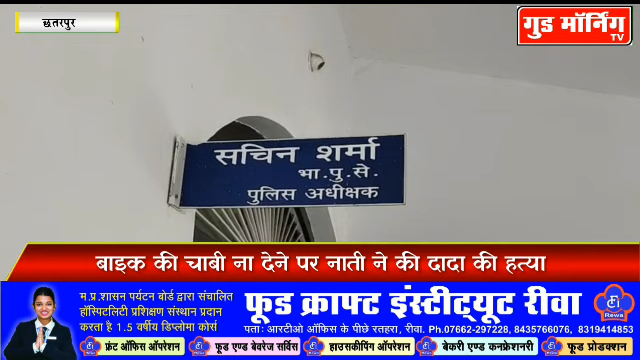 छतरपुर
गुड मॉर्निंग
TV
सचिन शर्मा
भा.पु.से.
पुलिस अधीक्षक
बाइक की चाबी ना देने पर नाती ने की दादा की हत्या
म.प्र.शासन पर्यटन बोर्ड द्वारा संचालित
हॉस्पिटलिटी प्रशिक्षण संस्थान प्रदान
करता है 1.5 वर्षीय डिप्लोमा कोर्स
फूड क्राफ्ट इंस्टीट्यूट रीवा
पताः आरटीओ ऑफिस के पीछे रतहरा, रीवा. Ph.07662-297228, 8435766076, 8319414853
Rewa
फ्रंट ऑफिस ऑपरेशन फूड एण्ड बेवरेज सर्विस हाउसकीपिंग ऑपरेशन बेकरी एण्ड कन्फ्रेशनरी फूड प्रोडक्शन